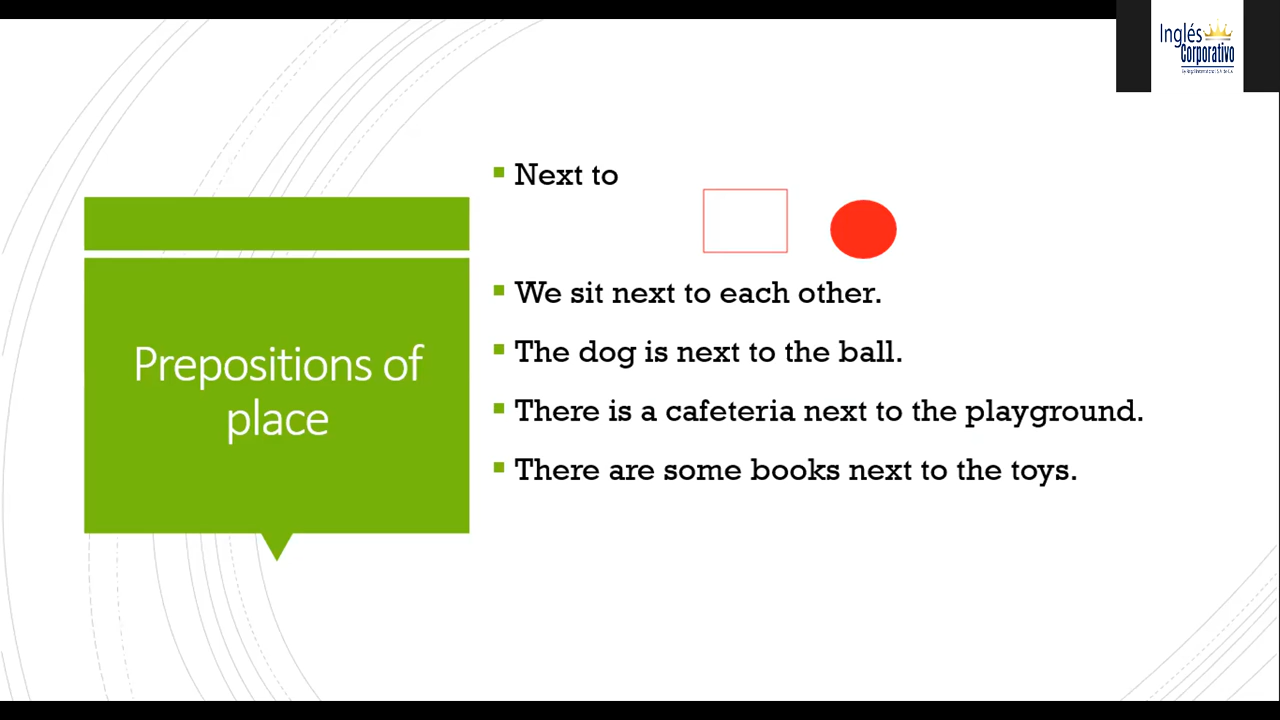 Inglés
Corporativo
Next to
Prepositions of
place
We sit next to each other.
The dog is next to the ball.
There is a cafeteria next to the playground.
There are some books next to the toys.